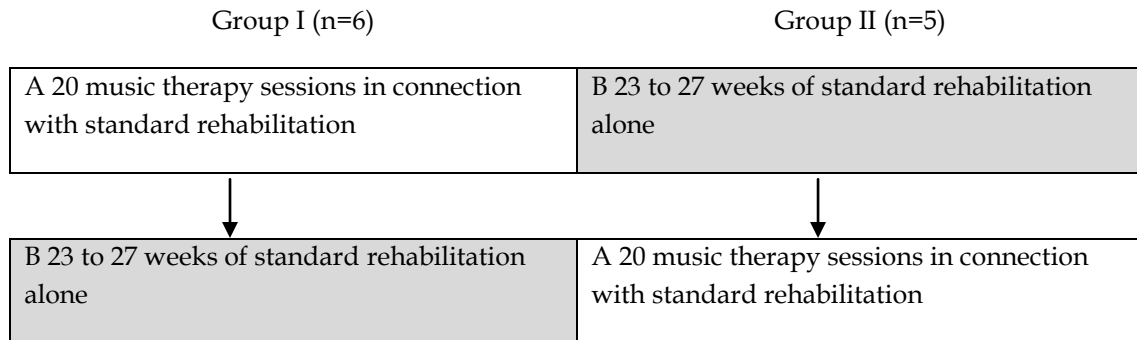 Group I (n=6)
Group II (n=5)
A 20 music therapy sessions in connection
with standard rehabilitation
B 23 to 27 weeks of standard rehabilitation
alone
B 23 to 27 weeks of standard rehabilitation
alone
A 20 music therapy sessions in connection
with standard rehabilitation